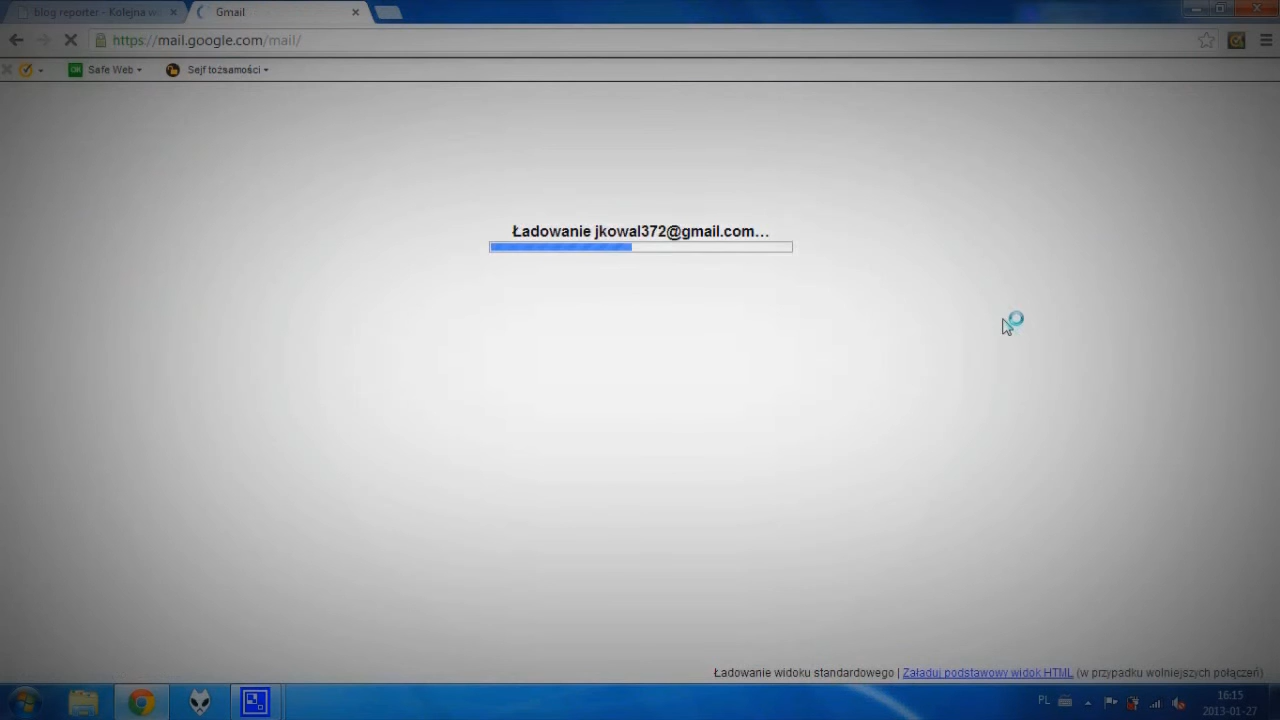 blog reporter - Kolejna w
Gmail
https://mail.google.com/mail/
OK
Safe Web
Sejf tożsamości
Ładowanie jkowal372@gmail.com…
Ładowanie widoku standardowego | Załaduj podstawowy widok HTML (w przypadku wolniejszych połączeń)
PL
16:15
2013-01-27